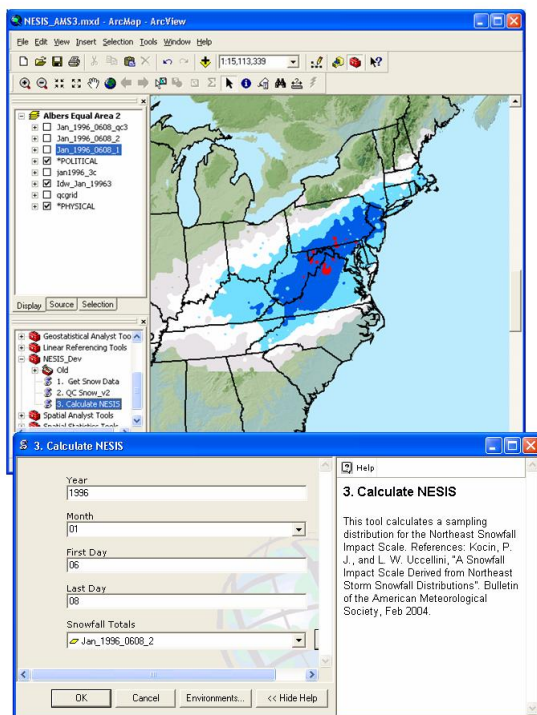 NESIS_AMS3.mxd - ArcMap - ArcView
File Edit View Insert Selection Tools Window Help
1:15,113,339
Albers Equal Area 2
Jan_1996_0608_qc3
Jan_1996_0608_2
Jan_1996_0608_1
*POLITICAL
jan1996_3c
Idw_Jan_19963
qcgrid
*PHYSICAL
Display Source Selection
Geostatistical Analyst Too
Linear Referencing Tools
NESIS_Dev
Old
1. Get Snow Data
2. QC Snow_v2
3. Calculate NESIS
Spatial Analyst Tools
Spatial Statistics Tools
3. Calculate NESIS
Year
1996
Month
01
First Day
06
Last Day
08
Snowfall Totals
Jan_1996_0608_2
OK Cancel Environments... << Hide Help
Help
3. Calculate NESIS
This tool calculates a sampling
distribution for the Northeast Snowfall
Impact Scale. References: Kocin, P.
J., and L. W. Uccellini, "A Snowfall
Impact Scale Derived from Northeast
Storm Snowfall Distributions". Bulletin
of the American Meteorological
Society, Feb 2004.